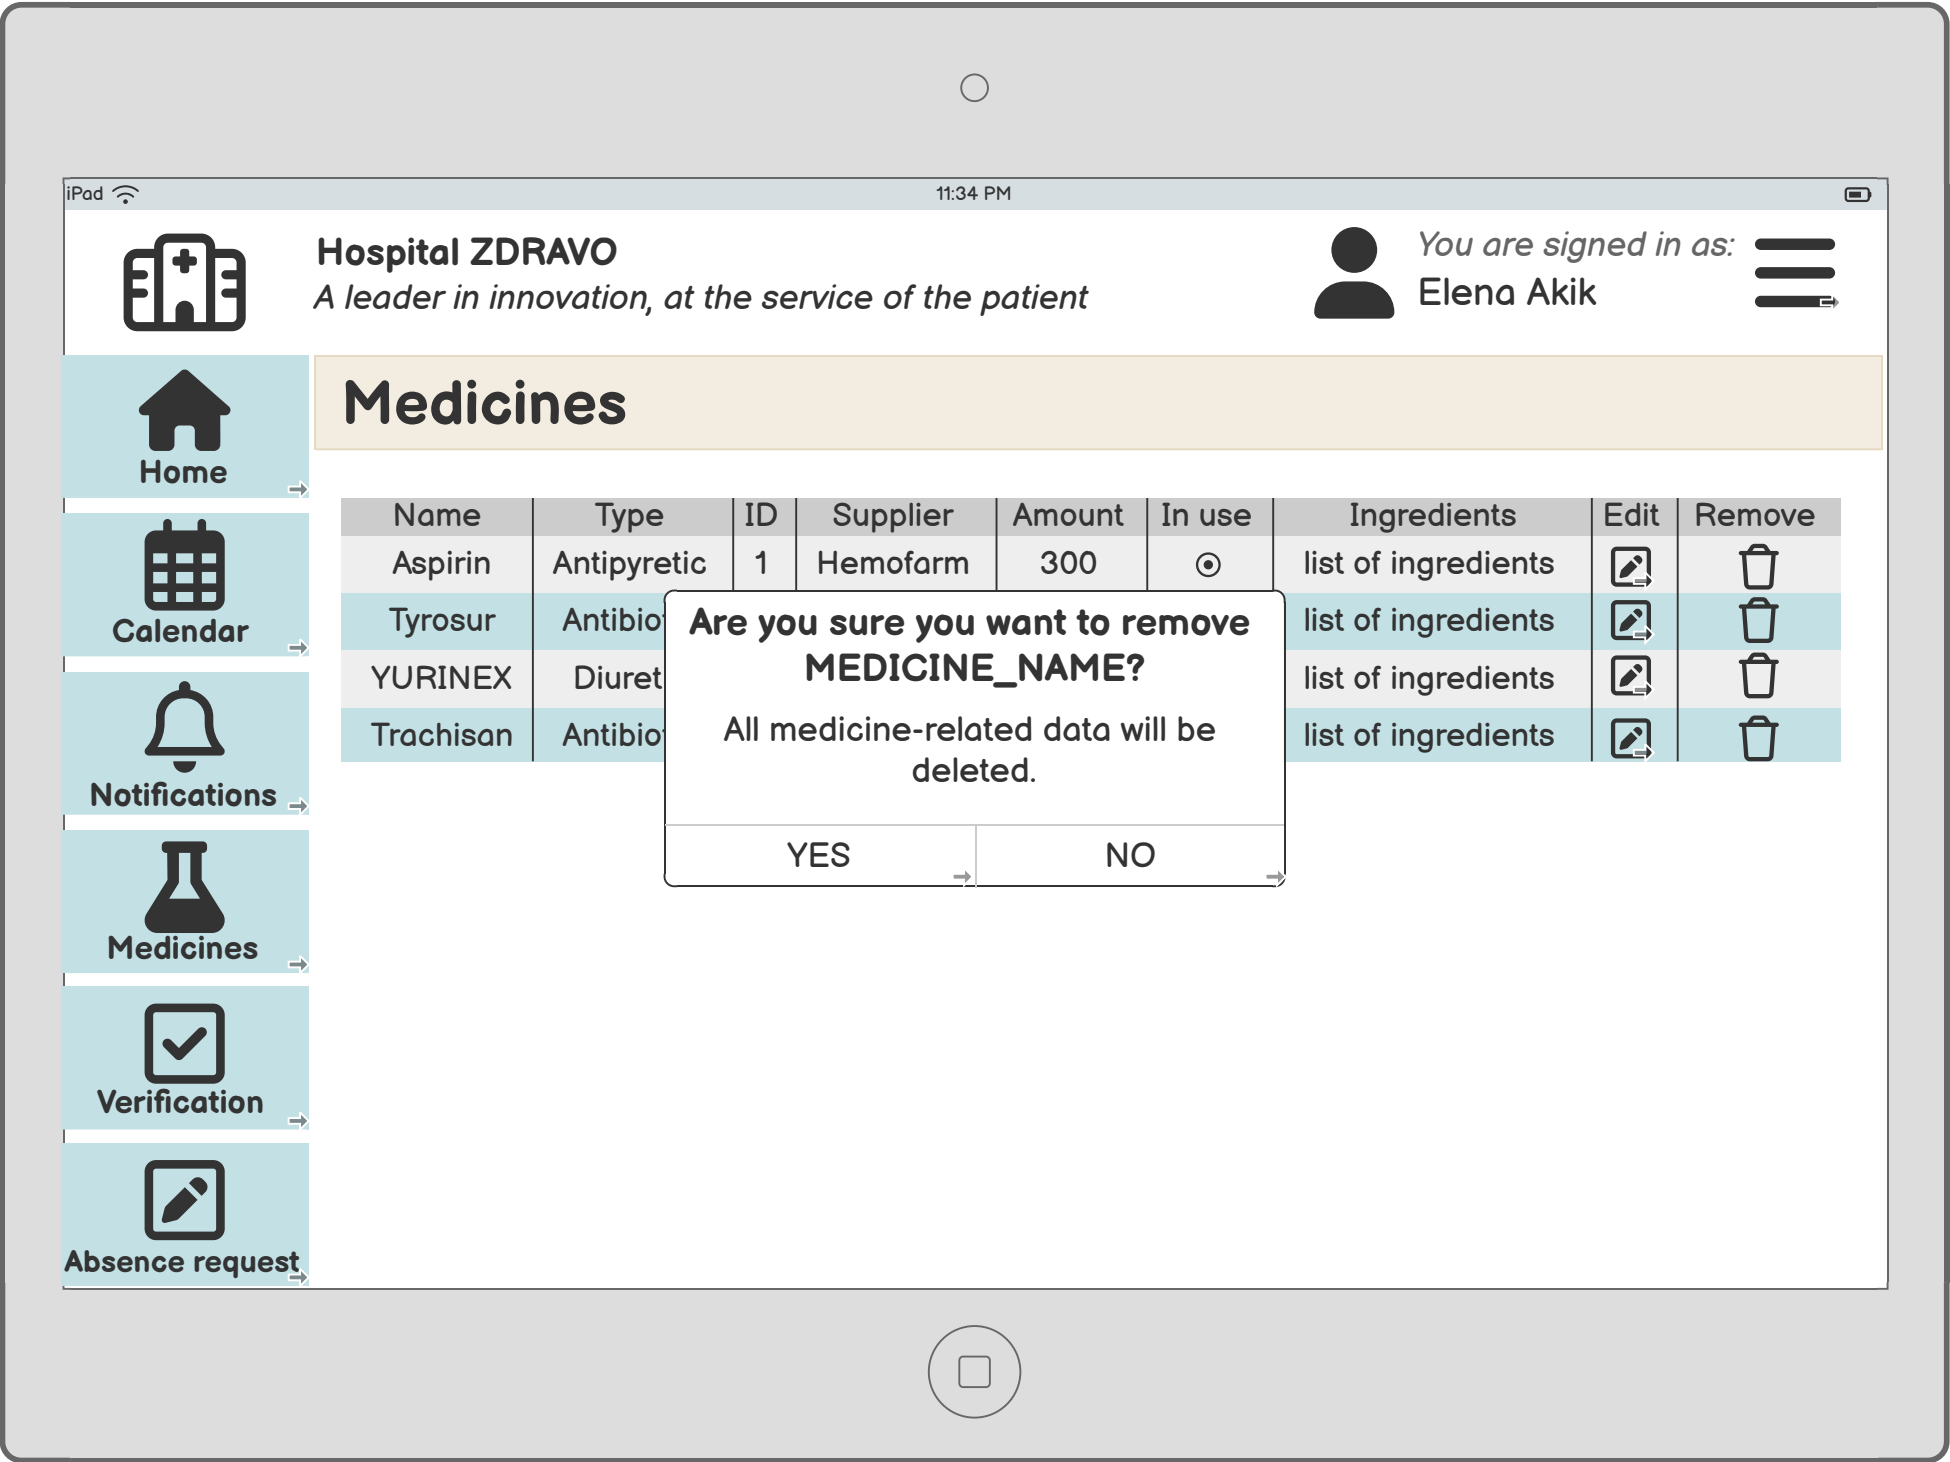 iPad
11:34 PM
Hospital ZDRAVO
A leader in innovation, at the service of the patient
You are signed in as:
Elena Akik
Home
Calendar
Notifications
Medicines
Verification
Absence request
Medicines
Name Type ID Supplier Amount In use Ingredients Edit Remove
Aspirin Antipyretic 1 Hemofarm 300 list of ingredients
Tyrosur Antibio list of ingredients
YURINEX Diuret list of ingredients
Trachisan Antibio list of ingredients
Are you sure you want to remove
MEDICINE_NAME?
All medicine-related data will be
deleted.
YES NO